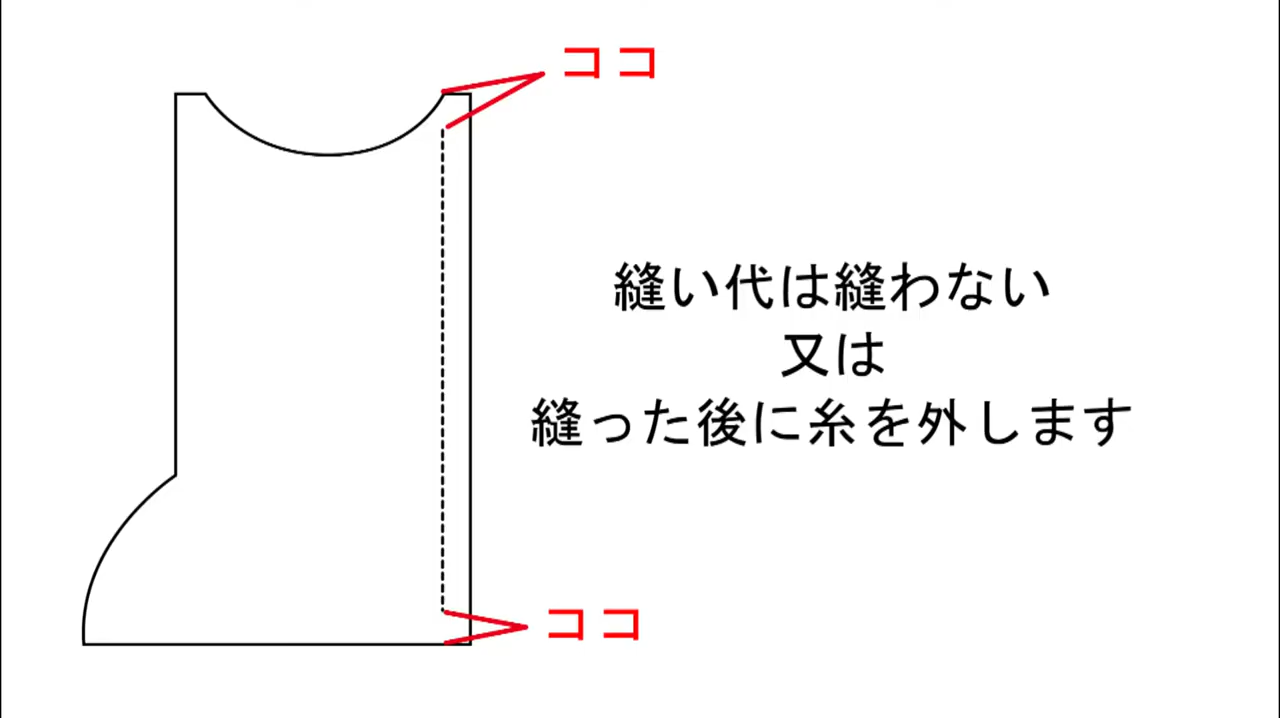 ココ
縫い代は縫わない
又は
縫った後に糸を外します
ココ